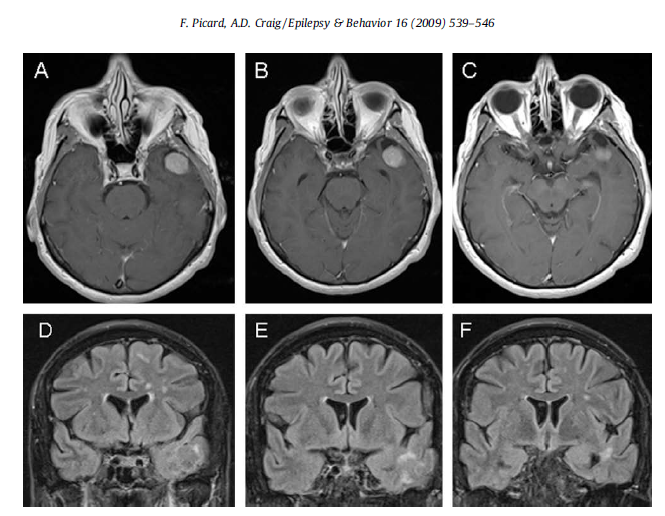 F. Picard, A.D. Craig / Epilepsy & Behavior 16 (2009) 539–546
A B C
D E F